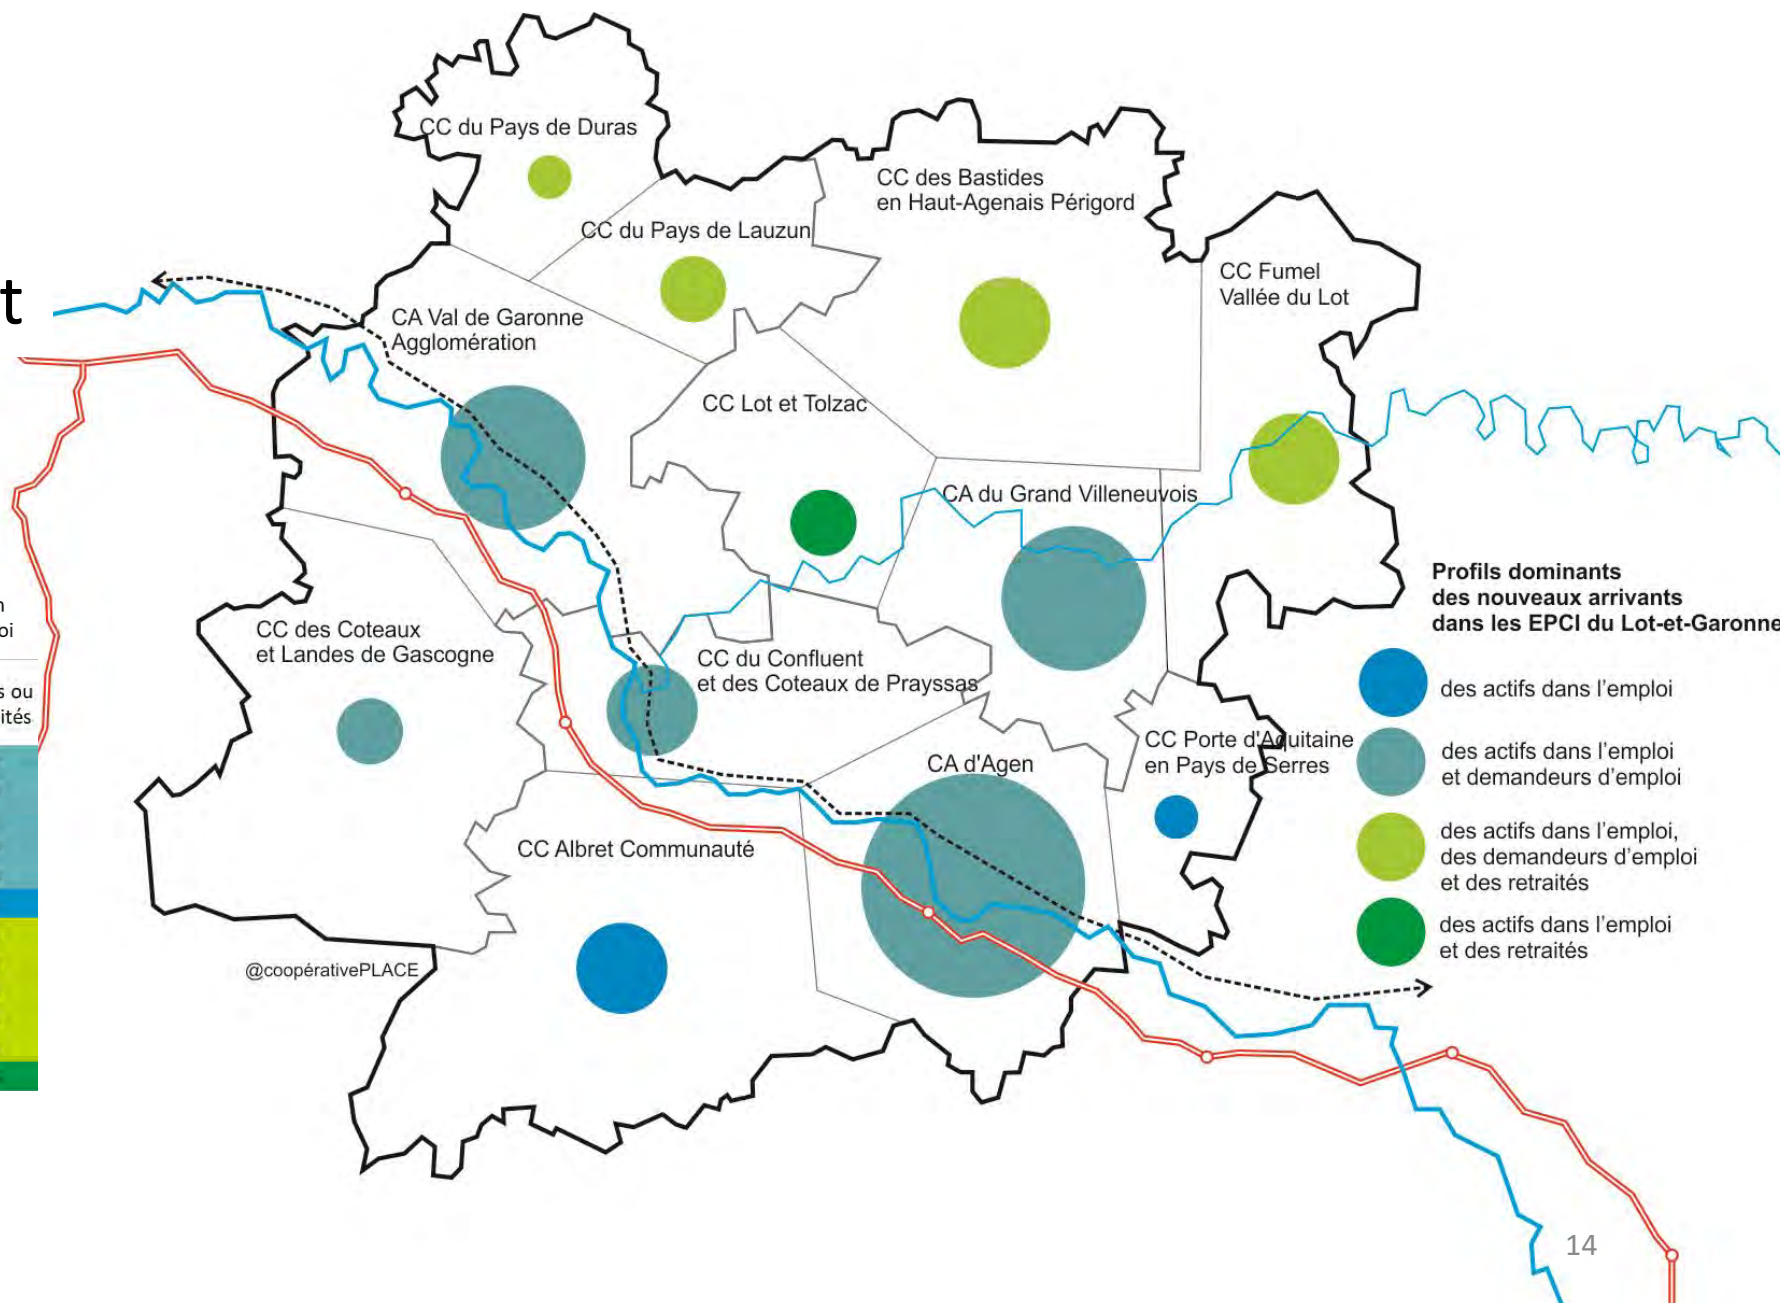 CC du Pays de Duras
CC des Bastides
en Haut-Agenais Périgord
CC du Pays de Lauzun
CC Fumel
Vallée du Lot
t
CA Val de Garonne
Agglomération
CC Lot et Tolzac
CA du Grand Villeneuvois
n
oi
s ou
ités
CC des Coteaux
et Landes de Gascogne
CC du Confluent
et des Coteaux de Prayssas
CC Porte d'Aquitaine
en Pays de Serres
CA d'Agen
CC Albret Communauté
@coopérativePLACE
Profils dominants
des nouveaux arrivants
dans les EPCI du Lot-et-Garonne
des actifs dans l'emploi
des actifs dans l'emploi
et demandeurs d'emploi
des actifs dans l'emploi,
des demandeurs d'emploi
et des retraités
des actifs dans l'emploi
et des retraités
14